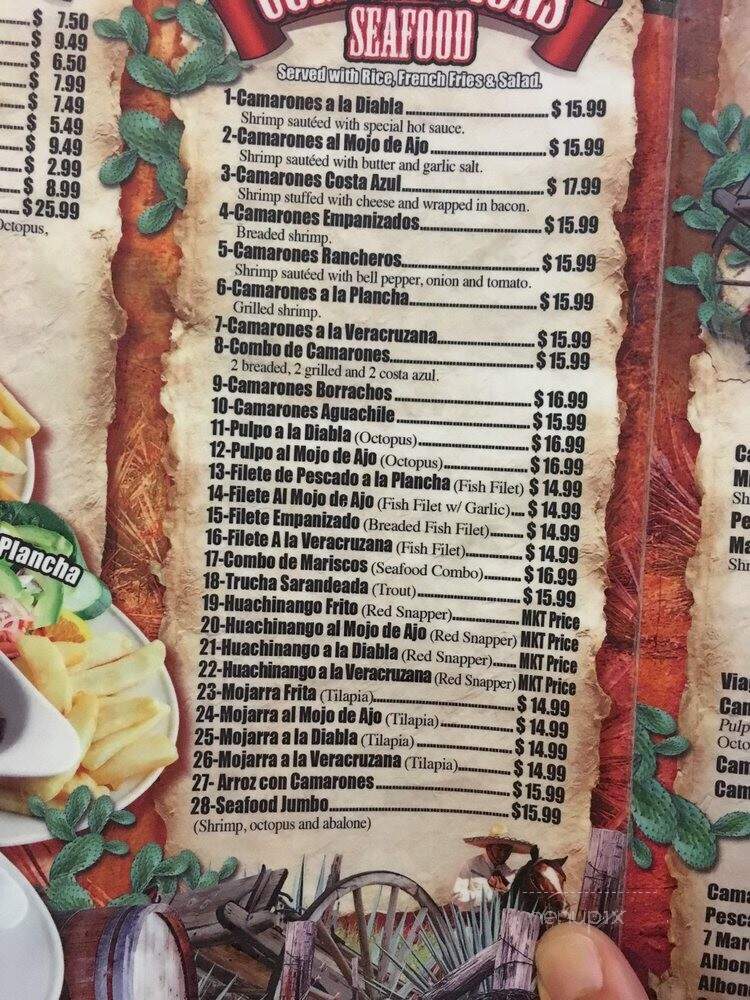 $ 7.50
$ 9.49
$ 6.50
$ 7.99
$ 7.49
$ 5.49
$ 9.49
$ 2.99
$ 8.99
$25.99
Octopus,
Plancha
SEAFOOD
Served with Rice, French Fries & Salad.
1-Camarones a la Diabla $ 15.99
Shrimp sautéed with special hot sauce.
2-Camarones al Mojo de Ajo $ 15.99
Shrimp sautéed with butter and garlic salt.
3-Camarones Costa Azul $ 17.99
Shrimp stuffed with cheese and wrapped in bacon.
4-Camarones Empanizados $ 15.99
Breaded shrimp.
5-Camarones Rancheros $ 15.99
Shrimp sautéed with bell pepper, onion and tomato.
6-Camarones a la Plancha $ 15.99
Grilled shrimp.
7-Camarones a la Veracruzana $ 15.99
8-Combo de Camarones $ 15.99
2 breaded, 2 grilled and 2 costa azul.
9-Camarones Borrachos $ 16.99
10-Camarones Aguachile $ 15.99
11-Pulpo a la Diabla (Octopus) $ 16.99
12-Pulpo al Mojo de Ajo (Octopus) $ 16.99
13-Filete de Pescado a la Plancha (Fish Filet) $ 14.99
14-Filete Al Mojo de Ajo (Fish Filet w/ Garlic) $ 14.99
15-Filete Empanizado (Breaded Fish Filet) $ 14.99
16-Filete A la Veracruzana (Fish Filet) $ 14.99
17-Combo de Mariscos (Seafood Combo) $ 16.99
18-Trucha Sarandeada (Trout) $ 15.99
19-Huachinango Frito (Red Snapper) MKT Price
20-Huachinango al Mojo de Ajo (Red Snapper) MKT Price
21-Huachinango a la Diabla (Red Snapper) MKT Price
22-Huachinango a la Veracruzana (Red Snapper) MKT Price
23-Mojarra Frita (Tilapia) $ 14.99
24-Mojarra al Mojo de Ajo (Tilapia) $ 14.99
25-Mojarra a la Diabla (Tilapia) $ 14.99
26-Mojarra a la Veracruzana (Tilapia) $ 14.99
27- Arroz con Camarones $ 15.99
28-Seafood Jumbo $15.99
(Shrimp, octopus and abalone)
menupix